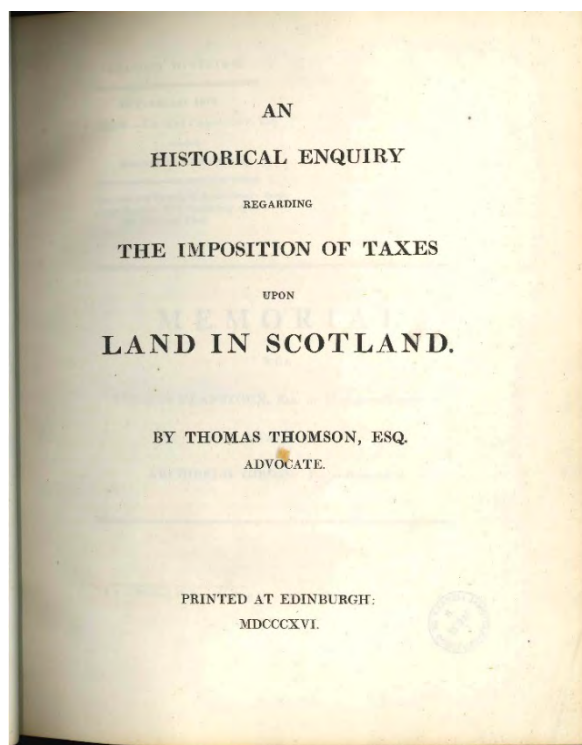 AN
HISTORICAL ENQUIRY
REGARDING
THE IMPOSITION OF TAXES
UPON
LAND IN SCOTLAND.
BY THOMAS THOMSON, ESQ.
ADVOCATE.
PRINTED AT EDINBURGH:
MDCCCXVI.